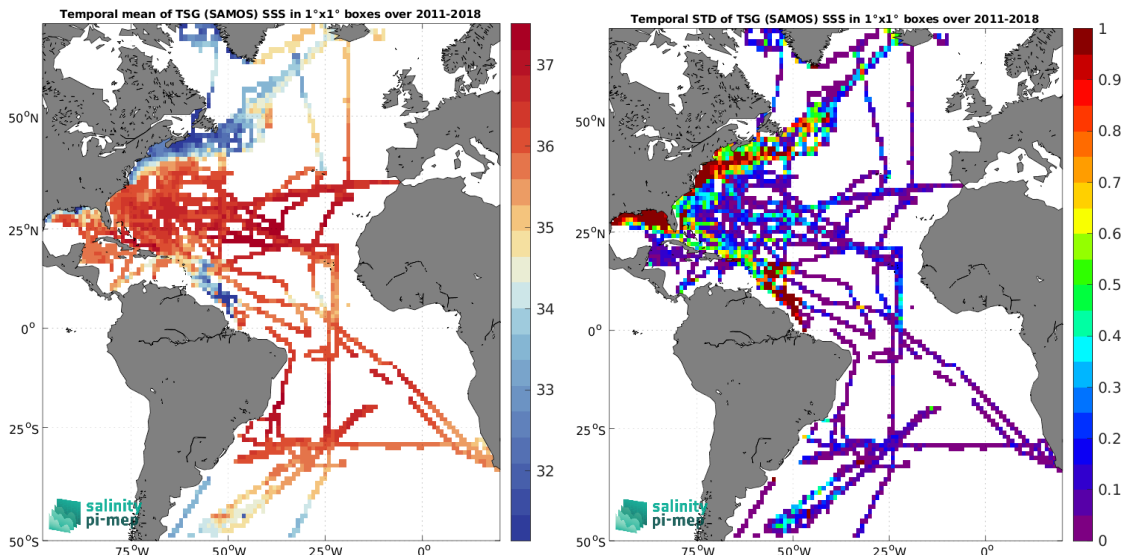 Temporal mean of TSG (SAMOS) SSS in 1°x1° boxes over 2011-2018
50°N
25°N
0°
25°S
50°S
75°W
50°W
25°W
0°
37
36
35
34
33
32
salinity
pi-mep
Temporal STD of TSG (SAMOS) SSS in 1°x1° boxes over 2011-2018
50°N
25°N
0°
25°S
50°S
75°W
50°W
25°W
0°
1
0.9
0.8
0.7
0.6
0.5
0.4
0.3
0.2
0.1
0
salinity
pi-mep